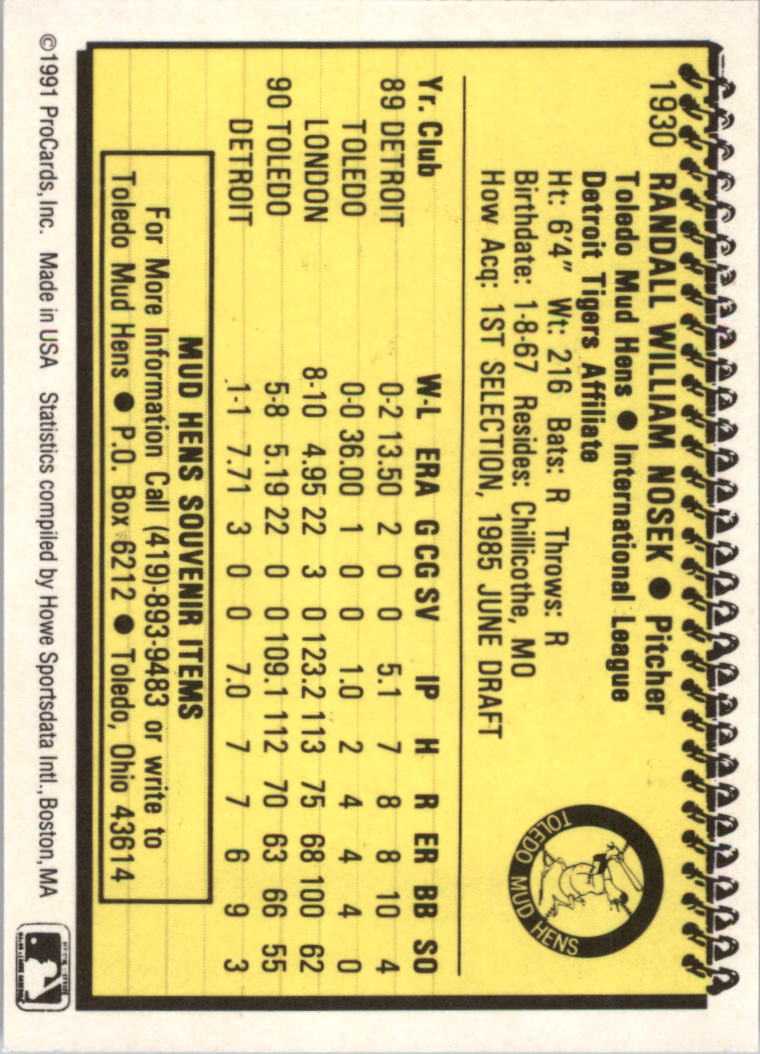 1930 RANDALL WILLIAM NOSEK ● Pitcher
Toledo Mud Hens ● International League
Detroit Tigers Affiliate
Ht: 6'4" Wt: 216 Bats: R Throws: R
Birthdate: 1-8-67 Resides: Chillicothe, MO
How Acq: 1ST SELECTION, 1985 JUNE DRAFT
TOLEDO MUD HENS
Yr. Club W-L ERA G CG SV IP H R ER BB SO
89 DETROIT 0-2 13.50 2 0 0 5.1 7 8 8 10 4
TOLEDO 0-0 36.00 1 0 0 1.0 2 4 4 4 0
LONDON 8-10 4.95 22 3 0 123.2 113 75 68 100 62
90 TOLEDO 5-8 5.19 22 0 0 109.1 112 70 63 66 55
DETROIT 1-1 7.71 3 0 0 7.0 7 7 6 9 3
MUD HENS SOUVENIR ITEMS
For More Information Call (419)-893-9483 or write to
Toledo Mud Hens ● P.O. Box 6212 ● Toledo, Ohio 43614
©1991 ProCards, Inc. Made in USA Statistics compiled by Howe Sportsdata Intl., Boston, MA